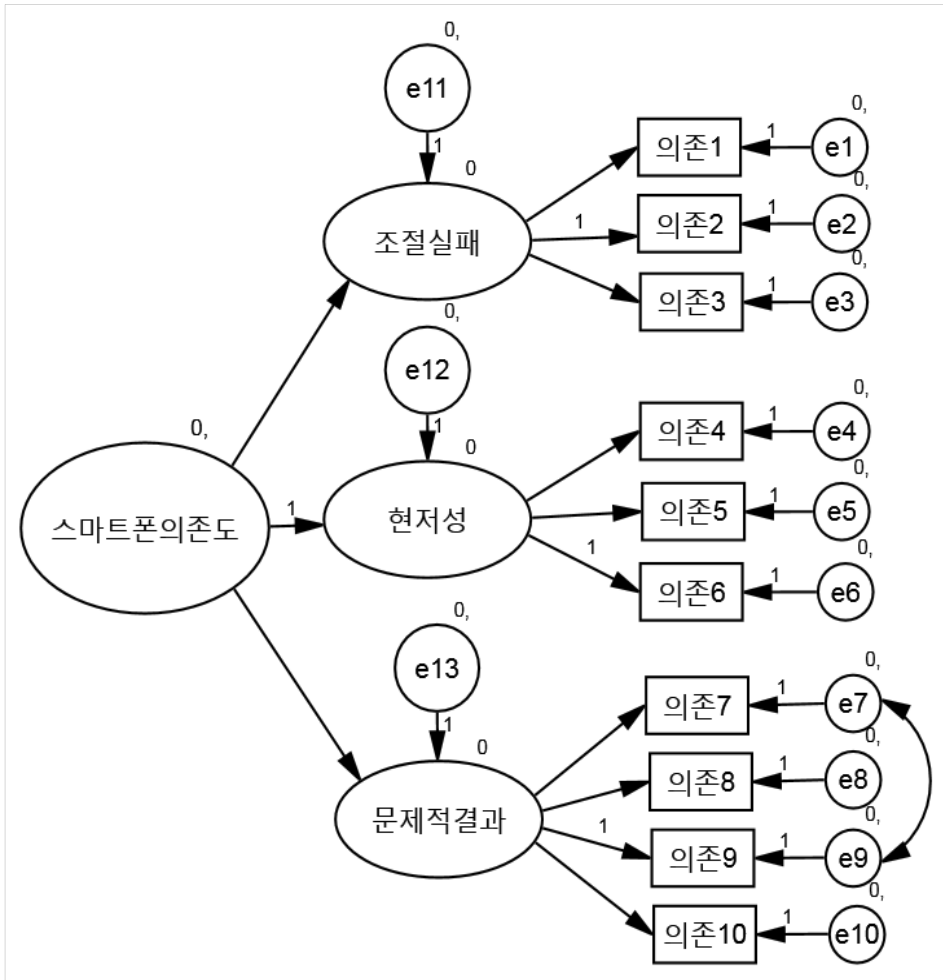 0,
e11
1
0
조절실패
의존1
1
0,
e1
1
의존2
1
0,
e2
의존3
1
0,
e3
0,
e12
1
0
현저성
의존4
1
0,
e4
의존5
1
0,
e5
1
의존6
1
0,
e6
0,
스마트폰의존도
1
0,
e13
1
0
문제적결과
의존7
1
0,
e7
의존8
1
0,
e8
1
의존9
1
0,
e9
의존10
1
0,
e10